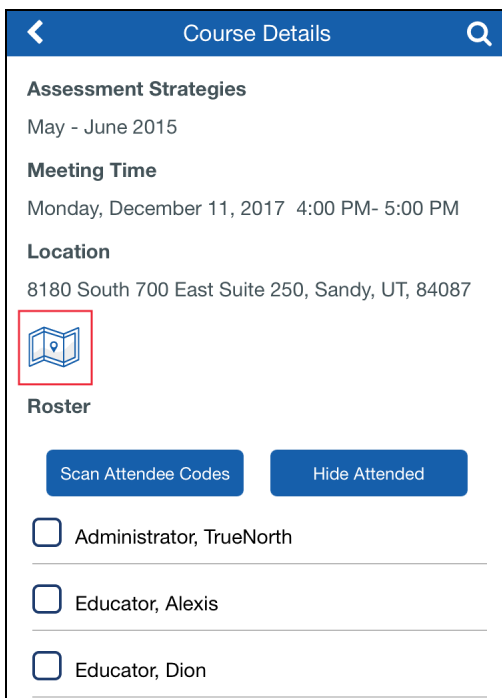 Course Details
Assessment Strategies
May - June 2015
Meeting Time
Monday, December 11, 2017  4:00 PM- 5:00 PM
Location
8180 South 700 East Suite 250, Sandy, UT, 84087
Roster
Scan Attendee Codes
Hide Attended
Administrator, TrueNorth
Educator, Alexis
Educator, Dion